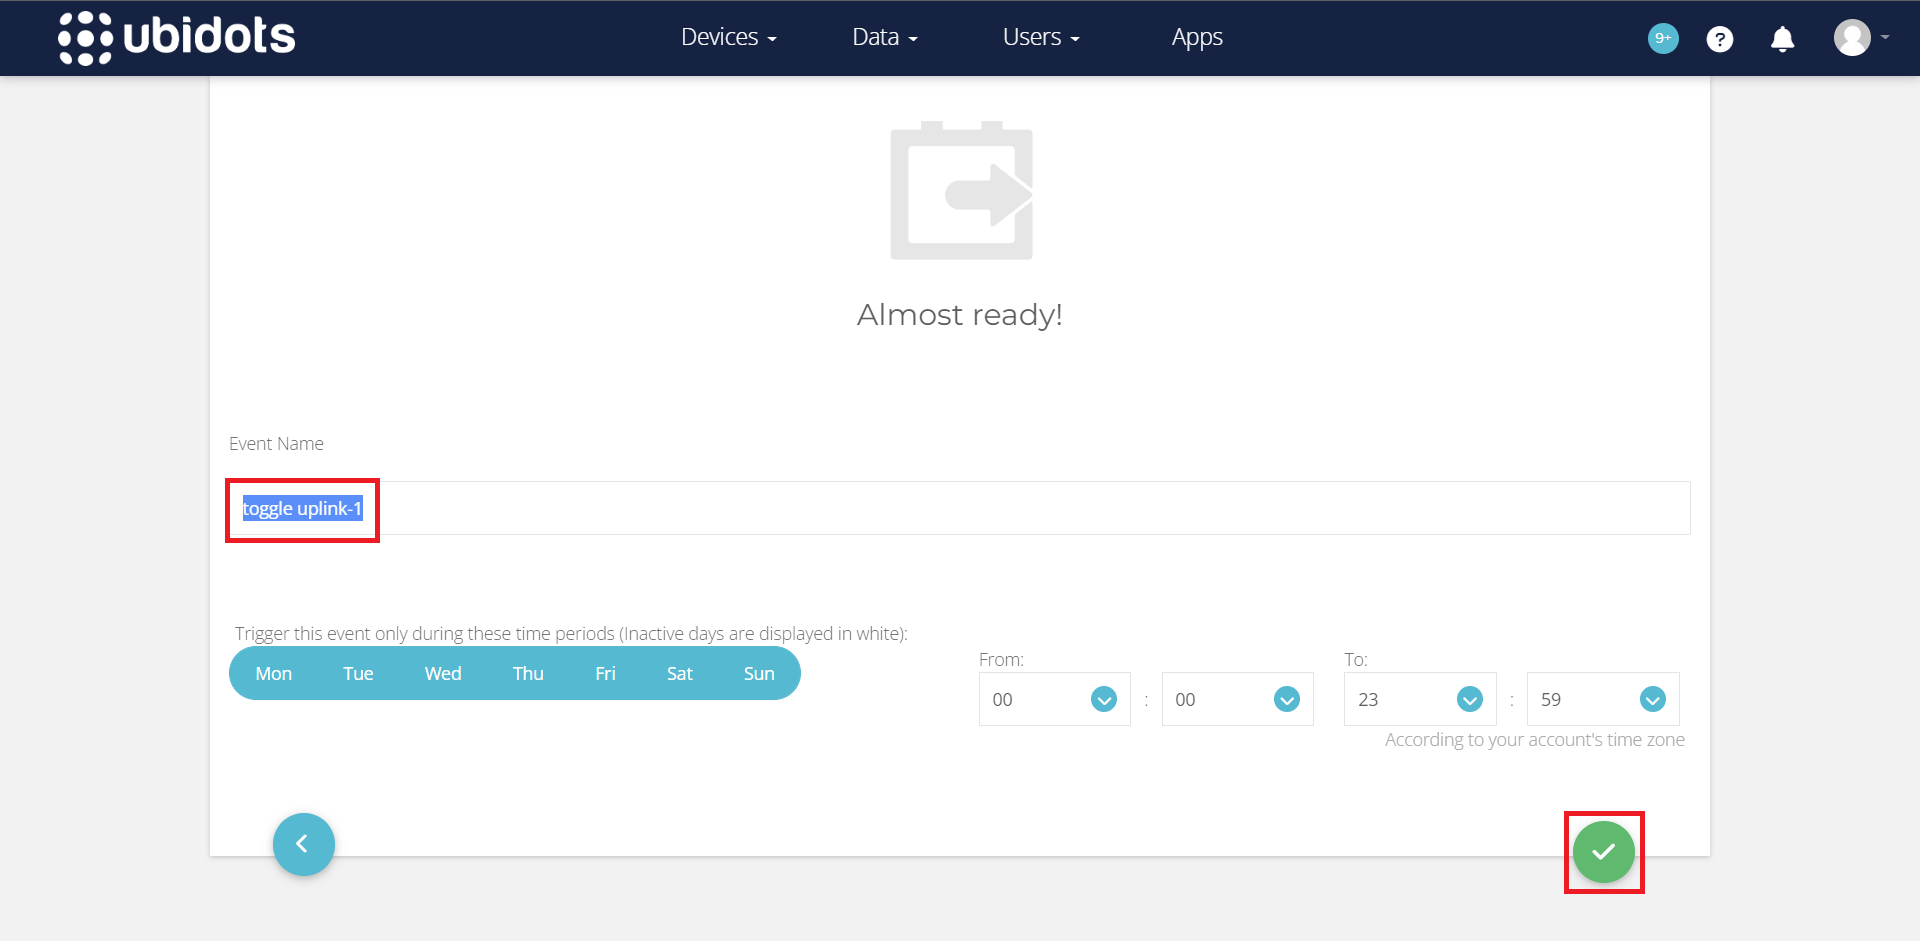 ubidots
Devices
Data
Users
Apps
9+
?
Almost ready!
Event Name
toggle uplink-1
Trigger this event only during these time periods (Inactive days are displayed in white):
Mon Tue Wed Thu Fri Sat Sun
From:
00 : 00
To:
23 : 59
According to your account's time zone